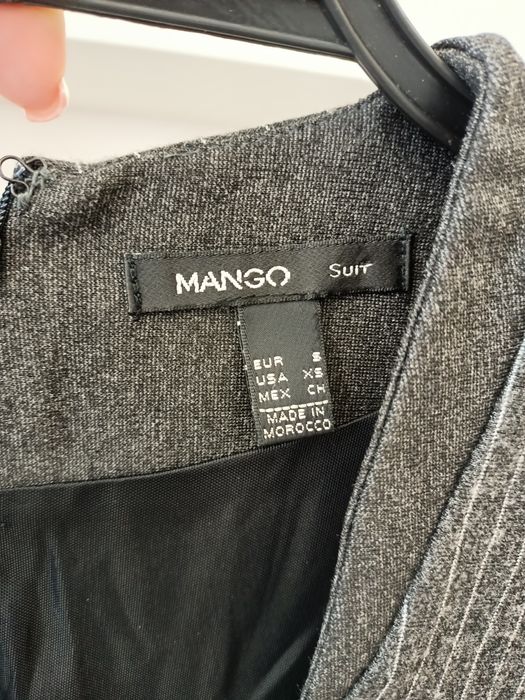 MANGO Suit
EUR S
USA XS
MEX CH
MADE IN
MOROCCO